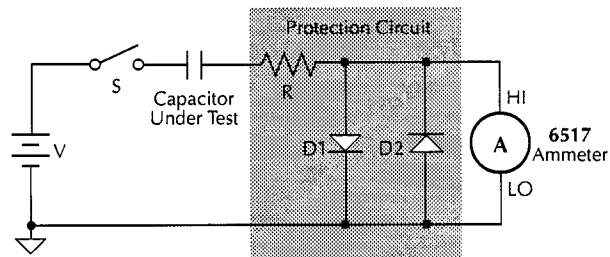 Protection Circuit
S
Capacitor
Under Test
R
HI
V
D1
D2
A
6517
Ammeter
LO